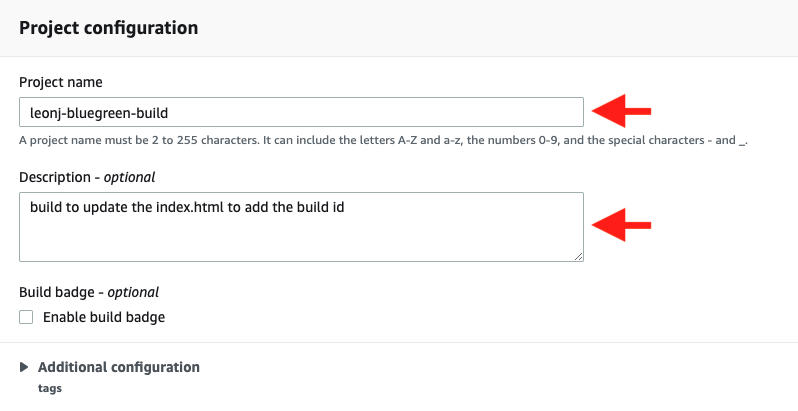 Project configuration
Project name
leonj-bluegreen-build
A project name must be 2 to 255 characters. It can include the letters A-Z and a-z, the numbers 0-9, and the special characters - and _.
Description - optional
build to update the index.html to add the build id
Build badge - optional
Enable build badge
Additional configuration
tags